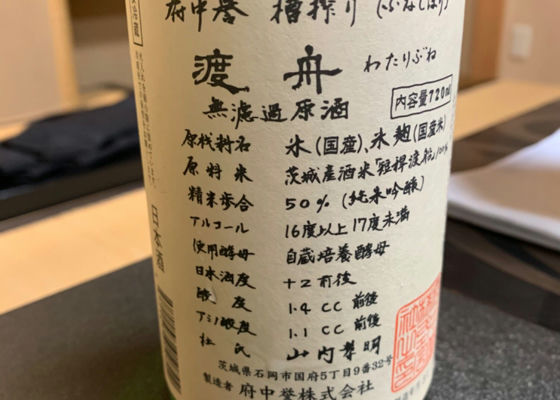 府中誉 槽搾り (ふなしぼり)
渡舟 わたりぶね
無濾過原酒
内容量720ml
原材料名 米(国産)、米麹(国産米)
原料米 茨城産酒米短稈渡船100%
精米歩合 50%(純米吟醸)
アルコール 16度以上17度未満
使用酵母 自蔵培養酵母
日本酒度 +2前後
酸度 1.4CC前後
アミノ酸度 1.1CC前後
杜氏 山内 明
茨城県石岡市国府5丁目9番32号
製造者 府中誉株式会社
日本酒
冷蔵